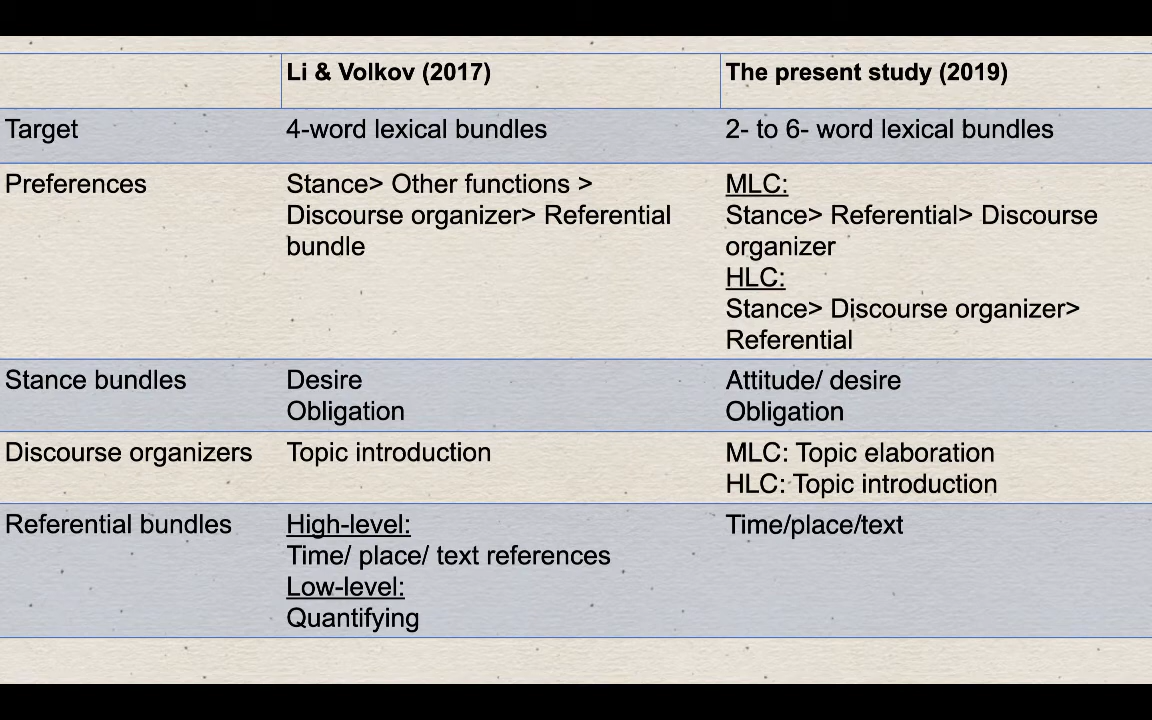 Li & Volkov (2017)
The present study (2019)
Target
4-word lexical bundles
2- to 6- word lexical bundles
Preferences
Stance> Other functions >
Discourse organizer> Referential
bundle
MLC:
Stance> Referential> Discourse
organizer
HLC:
Stance> Discourse organizer>
Referential
Stance bundles
Desire
Obligation
Attitude/ desire
Obligation
Discourse organizers
Topic introduction
MLC: Topic elaboration
HLC: Topic introduction
Referential bundles
High-level:
Time/ place/ text references
Low-level:
Quantifying
Time/place/text